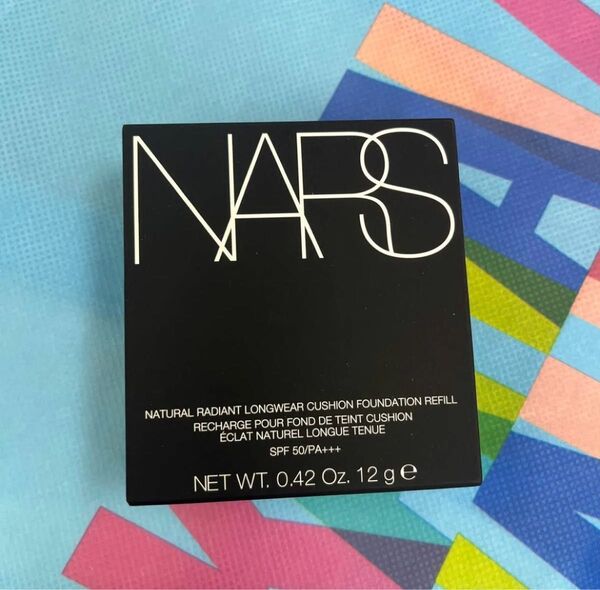 NARS
NATURAL RADIANT LONGWEAR CUSHION FOUNDATION REFILL
RECHARGE POUR FOND DE TEINT CUSHION
ÉCLAT NATUREL LONGUE TENUE
SPF 50/PA+++
NET WT. 0.42 Oz. 12 g ℮